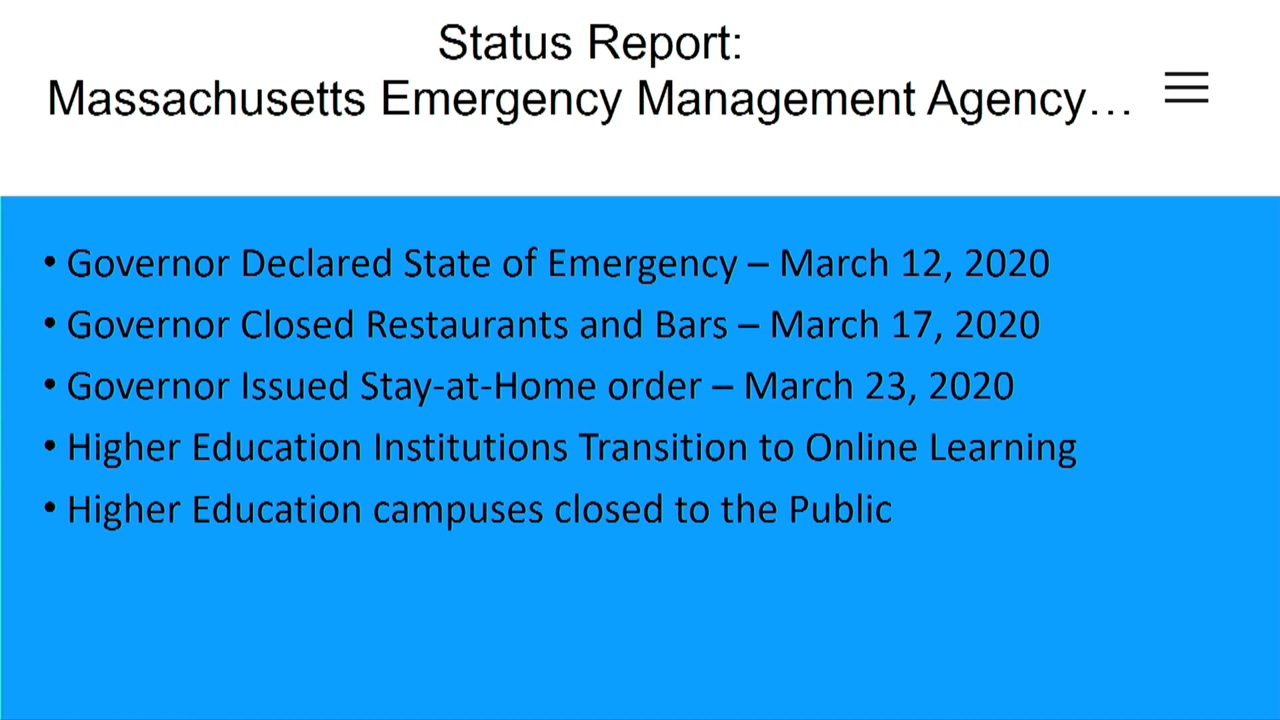 Status Report:
Massachusetts Emergency Management Agency…
• Governor Declared State of Emergency – March 12, 2020
• Governor Closed Restaurants and Bars – March 17, 2020
• Governor Issued Stay-at-Home order – March 23, 2020
• Higher Education Institutions Transition to Online Learning
• Higher Education campuses closed to the Public